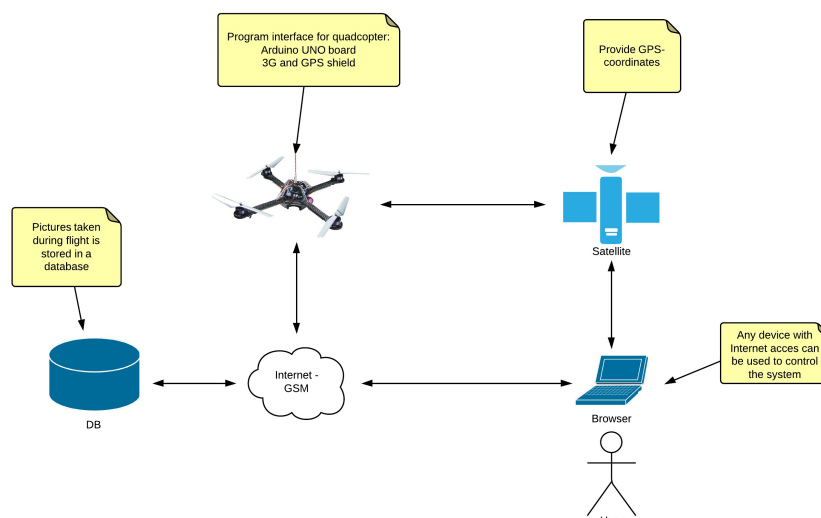 Program interface for quadcopter:
Arduino UNO board
3G and GPS shield
Provide GPS-
coordinates
Pictures taken
during flight is
stored in a
database
Satellite
Any device with
Internet acces can
be used to control
the system
Internet -
GSM
DB
Browser